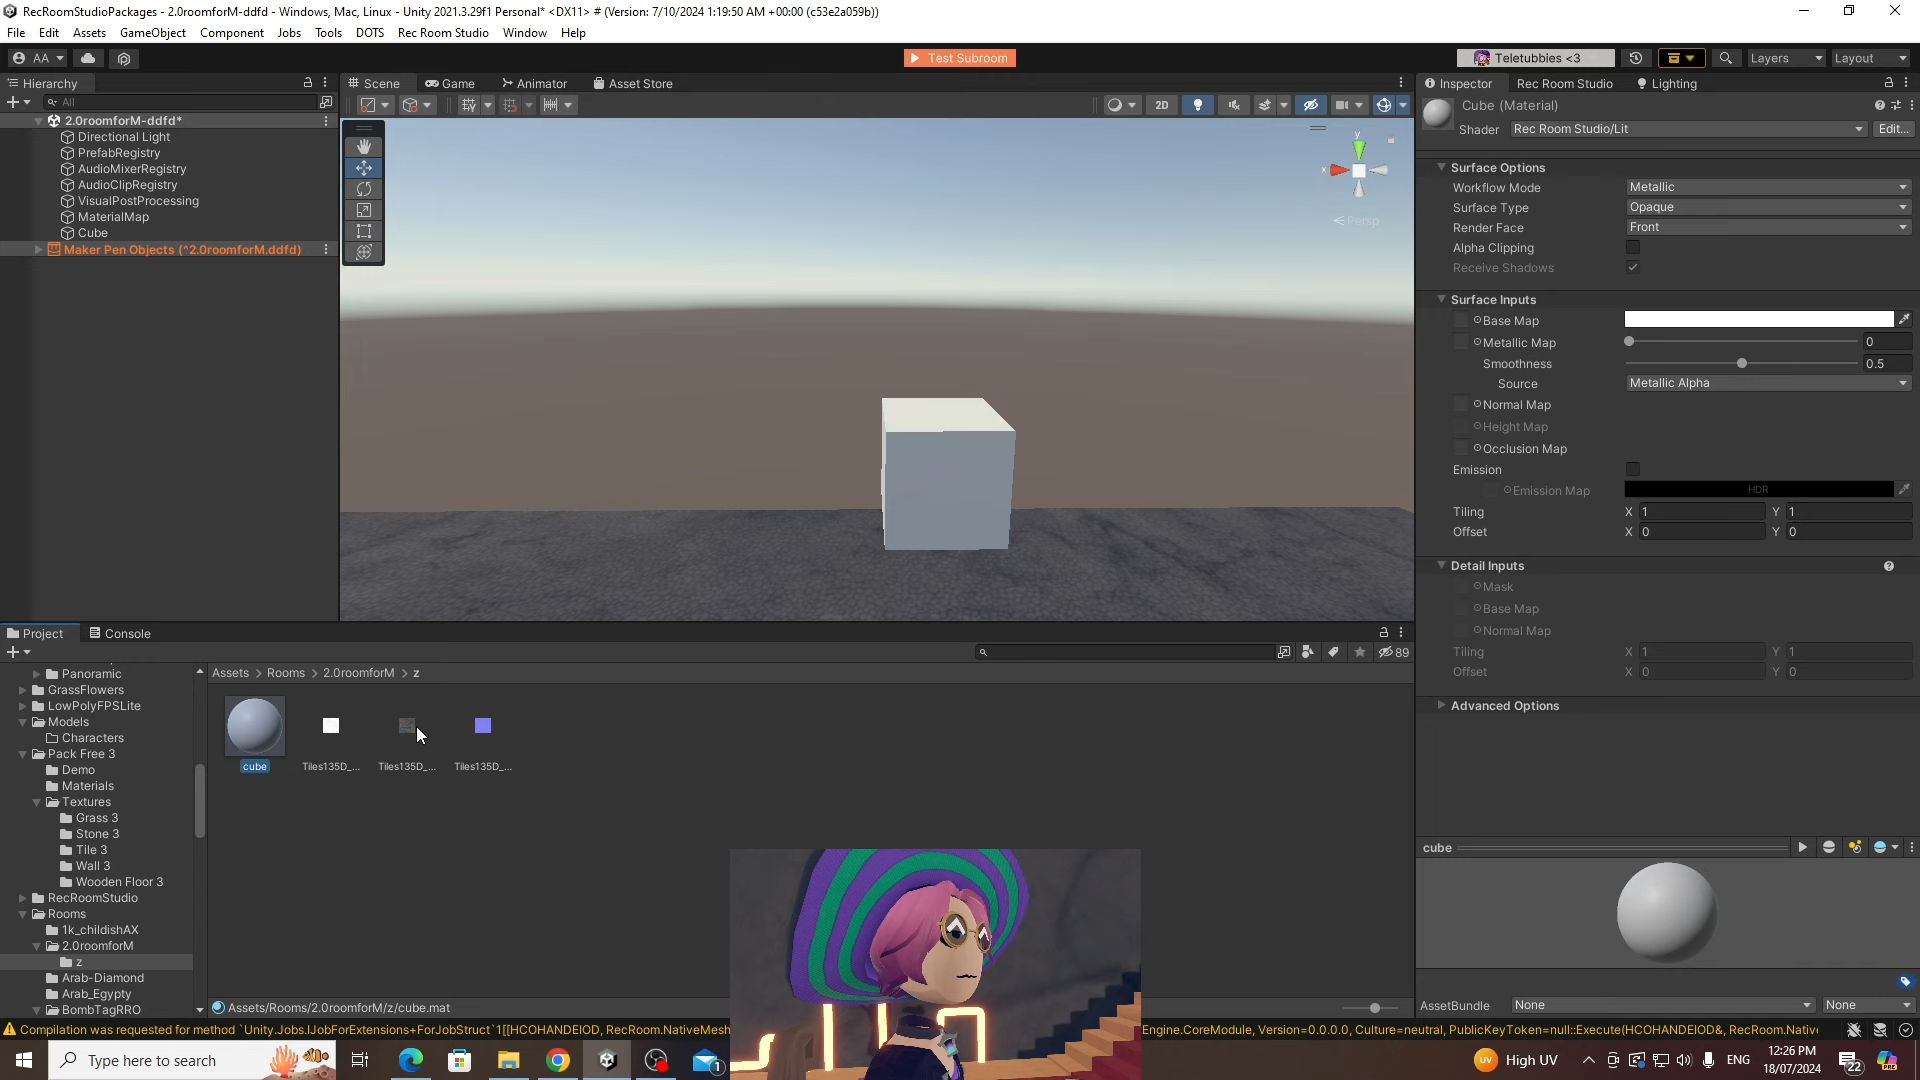 RecRoomStudioPackages - 2.0roomforM-ddfd - Windows, Mac, Linux - Unity 2021.3.29f1 Personal* <DX11> # (Version: 7/10/2024 1:19:50 AM +00:00 (c53e2a059b))
File Edit Assets GameObject Component Jobs Tools DOTS Rec Room Studio Window Help
AA Test Subroom Teletubbies <3 Layers Layout
Hierarchy
All
2.0roomforM-ddfd*
Directional Light
PrefabRegistry
AudioMixerRegistry
AudioClipRegistry
VisualPostProcessing
MaterialMap
Cube
Maker Pen Objects (^2.0roomforM.ddfd)
Scene Game Animator Asset Store
2D
y
x
Persp
Inspector Rec Room Studio Lighting
Cube (Material)
Shader Rec Room Studio/Lit Edit...
Surface Options
Workflow Mode Metallic
Surface Type Opaque
Render Face Front
Alpha Clipping
Receive Shadows
Surface Inputs
Base Map
Metallic Map 0
Smoothness 0.5
Source Metallic Alpha
Normal Map
Height Map
Occlusion Map
Emission
Emission Map HDR
Tiling X 1 Y 1
Offset X 0 Y 0
Detail Inputs
Mask
Base Map
Normal Map
Tiling X 1 Y 1
Offset X 0 Y 0
Advanced Options
cube
AssetBundle None None
Project Console
89
Panoramic
GrassFlowers
LowPolyFPSLite
Models
Characters
Pack Free 3
Demo
Materials
Textures
Grass 3
Stone 3
Tile 3
Wall 3
Wooden Floor 3
RecRoomStudio
Rooms
1k_childishAX
2.0roomforM
z
Arab-Diamond
Arab_Egypty
BombTagRRO
Assets > Rooms > 2.0roomforM > z
cube Tiles135D_... Tiles135D_... Tiles135D_...
Assets/Rooms/2.0roomforM/z/cube.mat
Compilation was requested for method `Unity.Jobs.IJobForExtensions+ForJobStruct`1[[HCOHANDEIOD, RecRoom.NativeMesh
Engine.CoreModule, Version=0.0.0.0, Culture=neutral, PublicKeyToken=null::Execute(HCOHANDEIOD&, RecRoom.Native
Type here to search
1
UV High UV
ENG
12:26 PM
18/07/2024
22
PRE